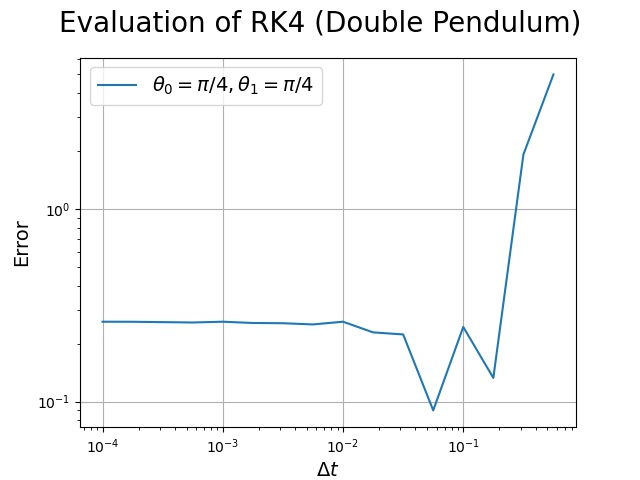 Evaluation of RK4 (Double Pendulum)
θ₀ = π/4, θ₁ = π/4
Error
10⁰
10⁻¹
10⁻⁴ 10⁻³ 10⁻² 10⁻¹
Δt